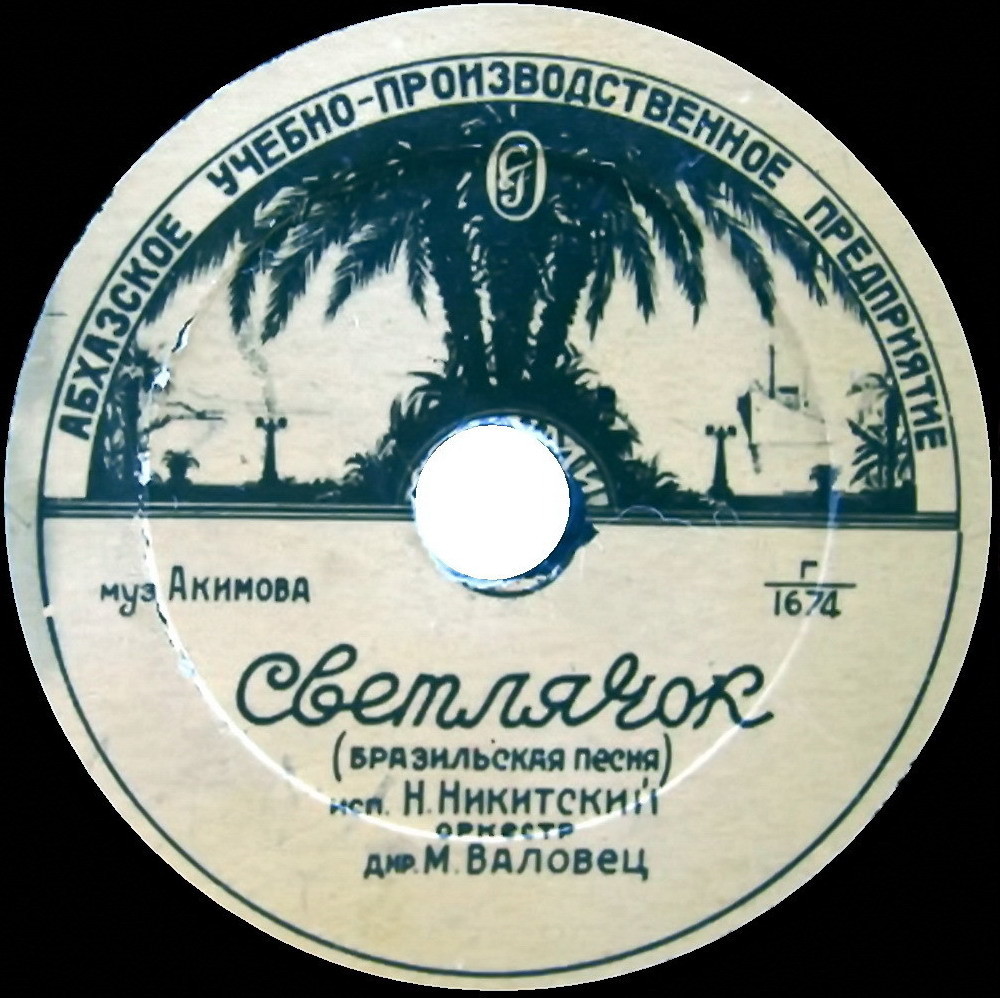 АБХАЗСКОЕ УЧЕБНО-ПРОИЗВОДСТВЕННОЕ ПРЕДПРИЯТИЕ
муз. Акимова
Г
1674
Светлячок
(БРАЗИЛЬСКАЯ ПЕСНЯ)
исп. Н. Никитский
оркестр
дир. М. Валовец